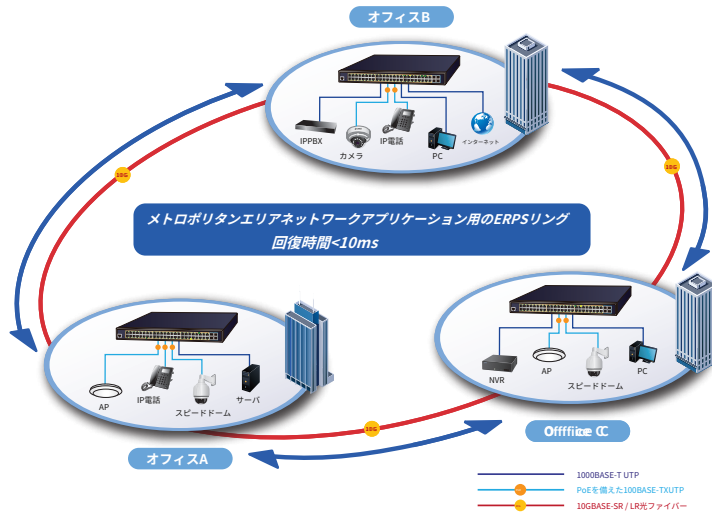 オフィスB
IPPBX
カメラ
IP電話
PC
インターネット
10G
10G
メトロポリタンエリアネットワークアプリケーション用のERPSリング
回復時間<10ms
AP
IP電話
スピードドーム
サーバ
NVR
AP
スピードドーム
PC
10G
オフィスA
Office C
1000BASE-T UTP
PoEを備えた100BASE-TXUTP
10GBASE-SR / LR光ファイバー